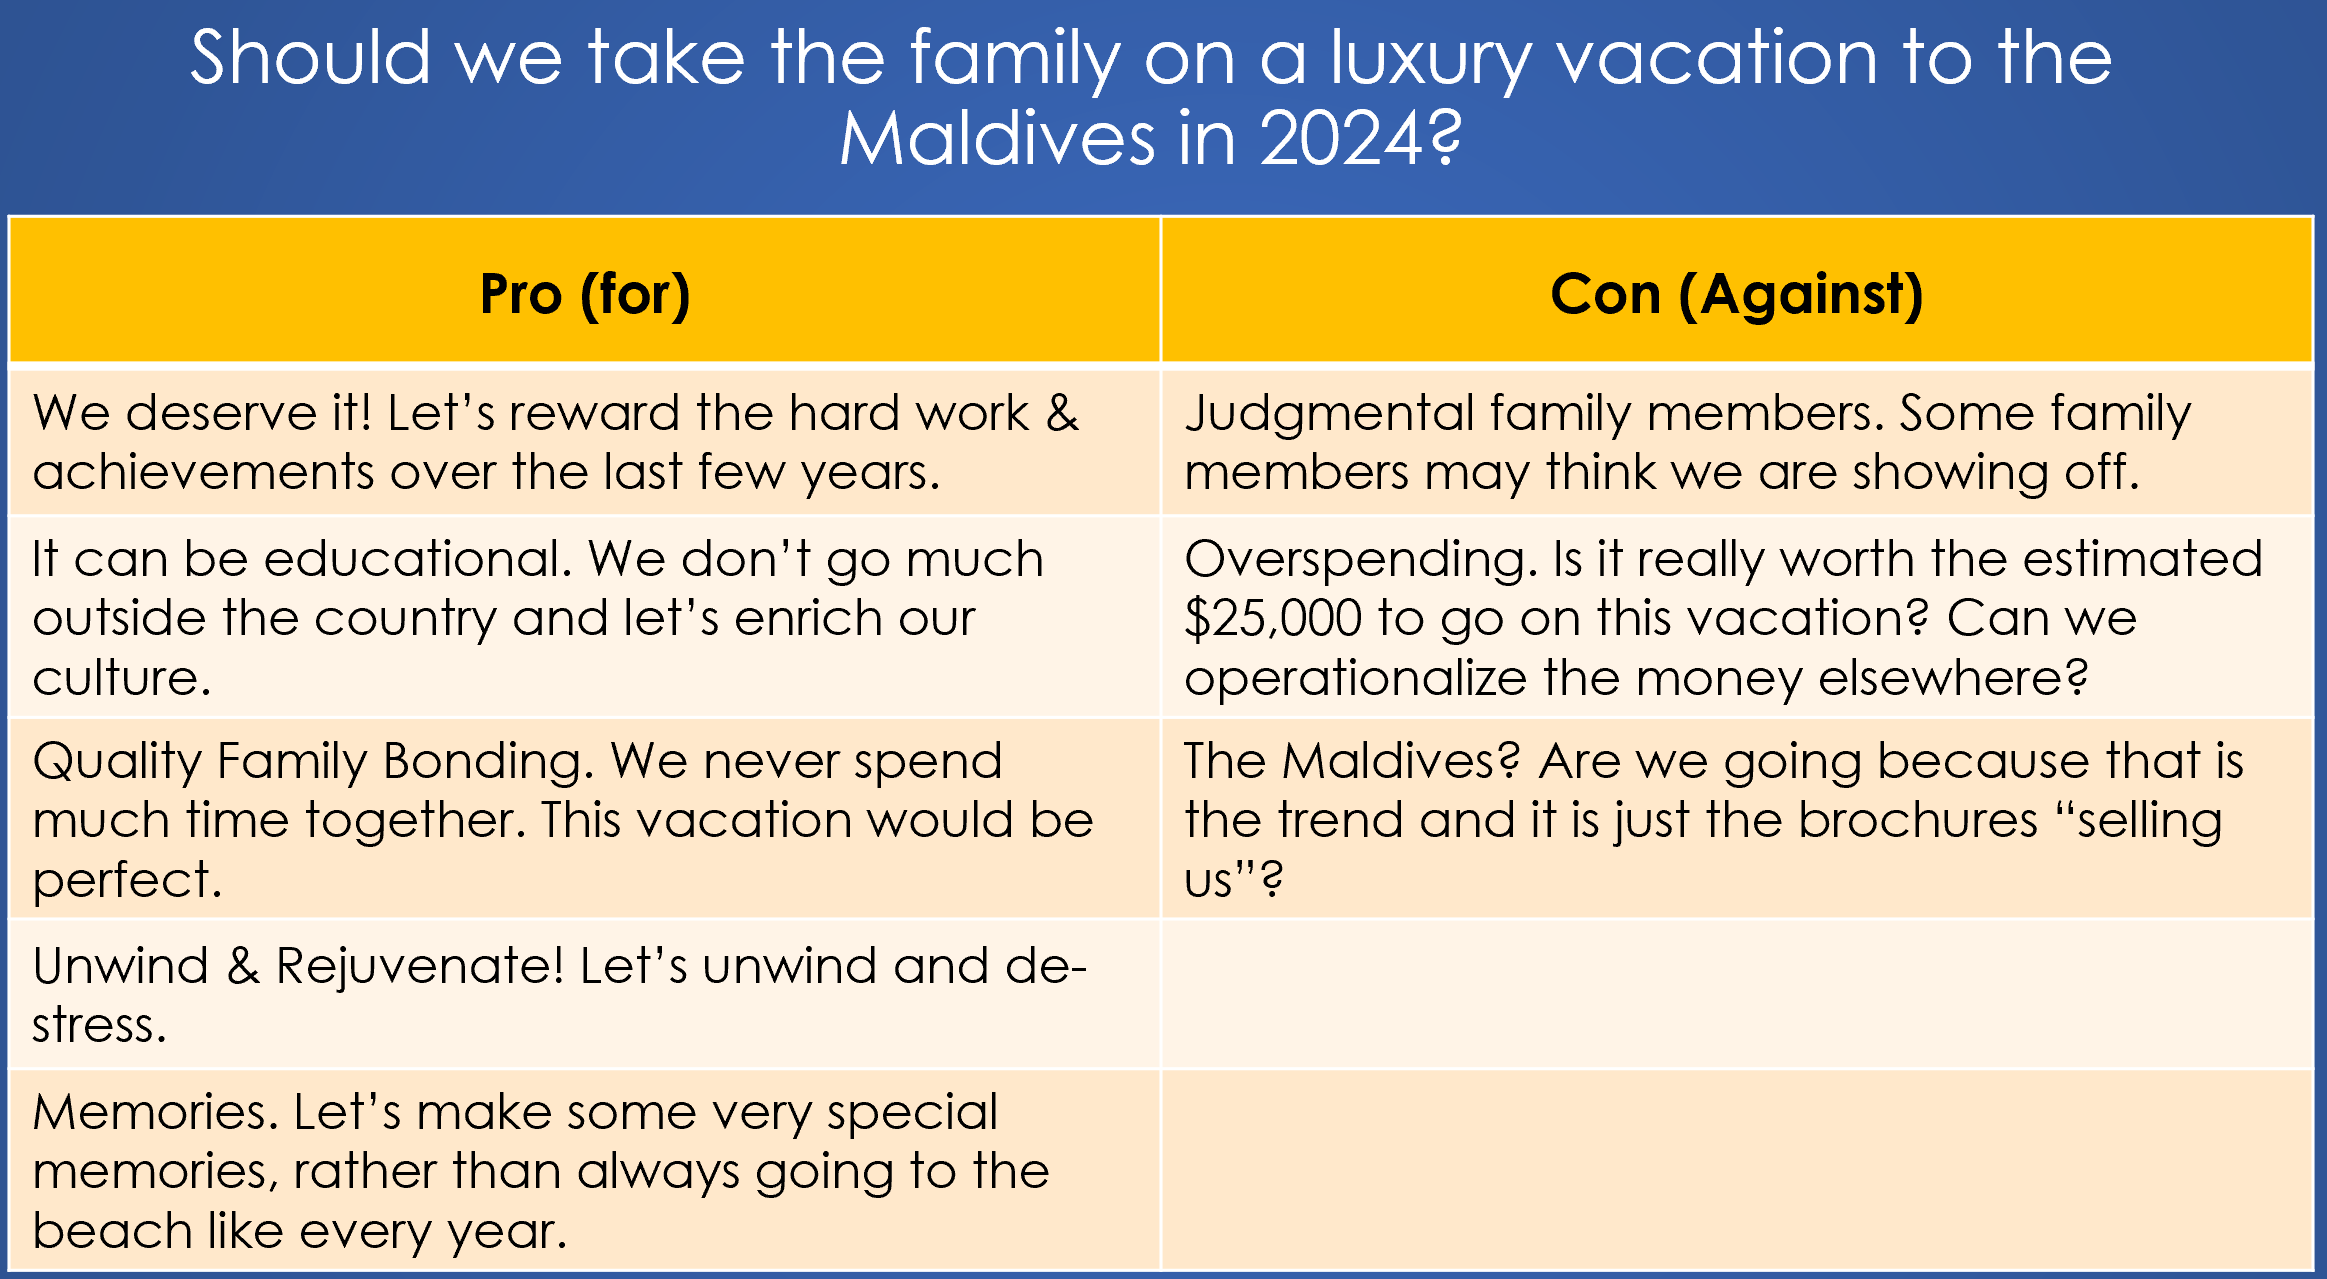 Should we take the family on a luxury vacation to the
Maldives in 2024?
Pro (for)
Con (Against)
We deserve it! Let’s reward the hard work &
achievements over the last few years.
Judgmental family members. Some family
members may think we are showing off.
It can be educational. We don’t go much
outside the country and let’s enrich our
culture.
Overspending. Is it really worth the estimated
$25,000 to go on this vacation? Can we
operationalize the money elsewhere?
Quality Family Bonding. We never spend
much time together. This vacation would be
perfect.
The Maldives? Are we going because that is
the trend and it is just the brochures “selling
us”?
Unwind & Rejuvenate! Let’s unwind and de-
stress.
Memories. Let’s make some very special
memories, rather than always going to the
beach like every year.